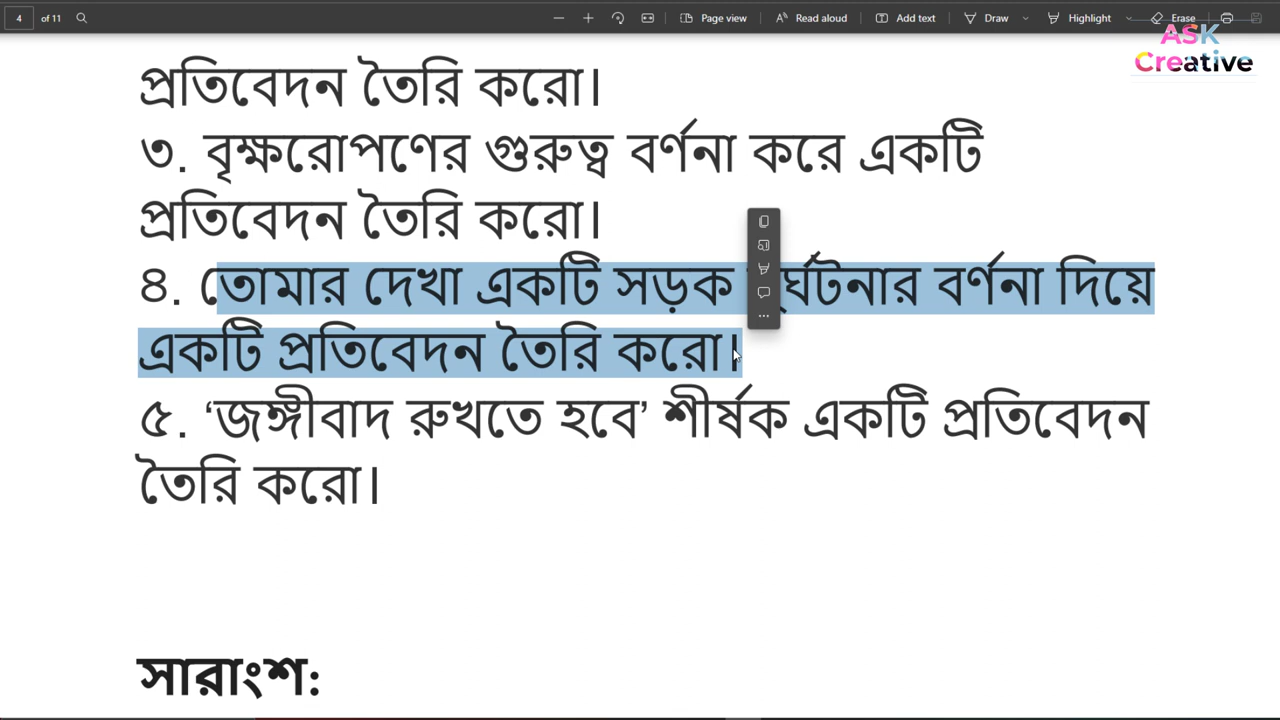 4 of 11 Page view Read aloud Add text Draw Highlight Erase
ASK
Creative
প্রতিবেদন তৈরি করো।
৩. বৃক্ষরোপণের গুরুত্ব বর্ণনা করে একটি
প্রতিবেদন তৈরি করো।
৪. তোমার দেখা একটি সড়ক বর্ণনা দিয়ে
একটি প্রতিবেদন তৈরি করো।
৫. ‘জঙ্গীবাদ রুখতে হবে’ শীর্ষক একটি প্রতিবেদন
তৈরি করো।
সারাংশ: